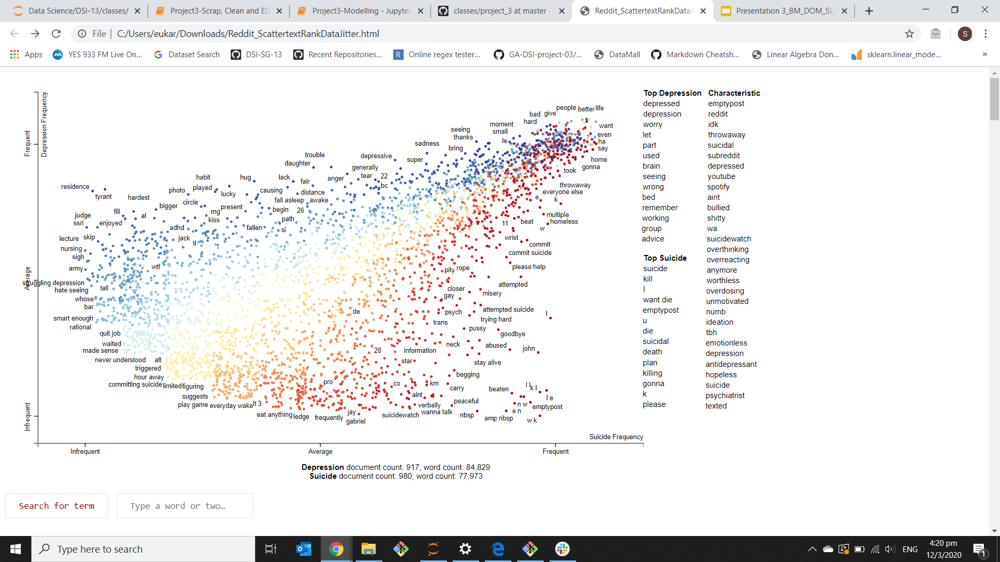 Data Science/DSI-13/classes/
Project3-Scrap, Clean and ED
Project3-Modelling - Jupyter
classes/project_3 at master ·
Reddit_ScattertextRankDataJi
Presentation 3_BM_DOM_SL_
File
C:/Users/eukar/Downloads/Reddit_ScattertextRankDataJitter.html
S
Apps
YES 933 FM Live On...
Dataset Search
DSI-SG-13
Recent Repositories...
R
Online regex tester...
GA-DSI-project-03/...
DataMall
Markdown Cheatsh...
Linear Algebra Don...
sklearn.linear_mode...
»
Depression Frequency
Frequent
Average
Infrequent
people better life
bad give
hard
want
moment
small
seeing
thanks
even
le
ha
say
sadness
bring
trouble
daughter
depressive
super
home
gonna
took
generally
tear 22
bc
habit
hug
lack
fair
anger
residence
tyrant
hardest
photo
played
lucky
causing
distance
throwaway
everyone else
e
k
circle
bigger
fall asleep awake
present
begin 26
mg
kiss
path
fill
al
judge
ssri
enjoyed
adhd
fallen
si
multiple
homeless
11
beat
w
lecture skip
jack
tl
wrist
commit
commit suicide
nursing
sigh
army
wtf
pity rope
please help
struggling depression
hate seeing
tall
closer
gay
attempted
misery
whose
bar
smart enough
rational
de
psych
attempted suicide
trying hard
l
trans
pussy
goodbye
quit job
waited
made sense
28
information
neck
abused
john
never understood alt
triggered
hour away
star
stay alive
begging
committing suicide limited figuring
pro
co
km
carry
beaten
l l
k l
suggests
play game everyday wake lt 3
aint
verbally
peaceful
l e
n w
emptypost
eat anything ledge frequently
jay
gabriel
suicidewatch wanna talk
nbsp
e n
amp nbsp
w k
Suicide Frequency
Infrequent
Average
Frequent
Depression document count: 917; word count: 84,829
Suicide document count: 980; word count: 77,973
Top Depression
depressed
depression
worry
let
part
used
brain
seeing
wrong
bed
remember
working
group
advice
Top Suicide
suicide
kill
l
want die
emptypost
u
die
suicidal
death
plan
killing
gonna
k
please
Characteristic
emptypost
reddit
idk
throwaway
suicidal
subreddit
depressed
youtube
spotify
aint
bullied
shitty
wa
suicidewatch
overthinking
overreacting
anymore
worthless
overdosing
unmotivated
numb
ideation
tbh
emotionless
depression
antidepressant
hopeless
suicide
psychiatrist
texted
Search for term
Type a word or two…
Type here to search
ENG
4:20 pm
12/3/2020
1